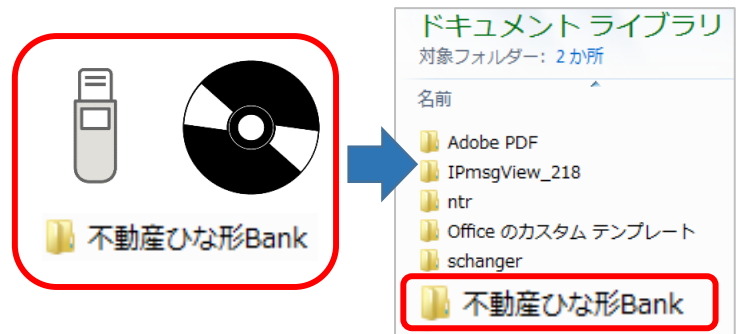 不動産ひな形Bank
ドキュメント ライブラリ
対象フォルダー: 2 か所
名前
Adobe PDF
IPmsgView_218
ntr
Office のカスタム テンプレート
schanger
不動産ひな形Bank